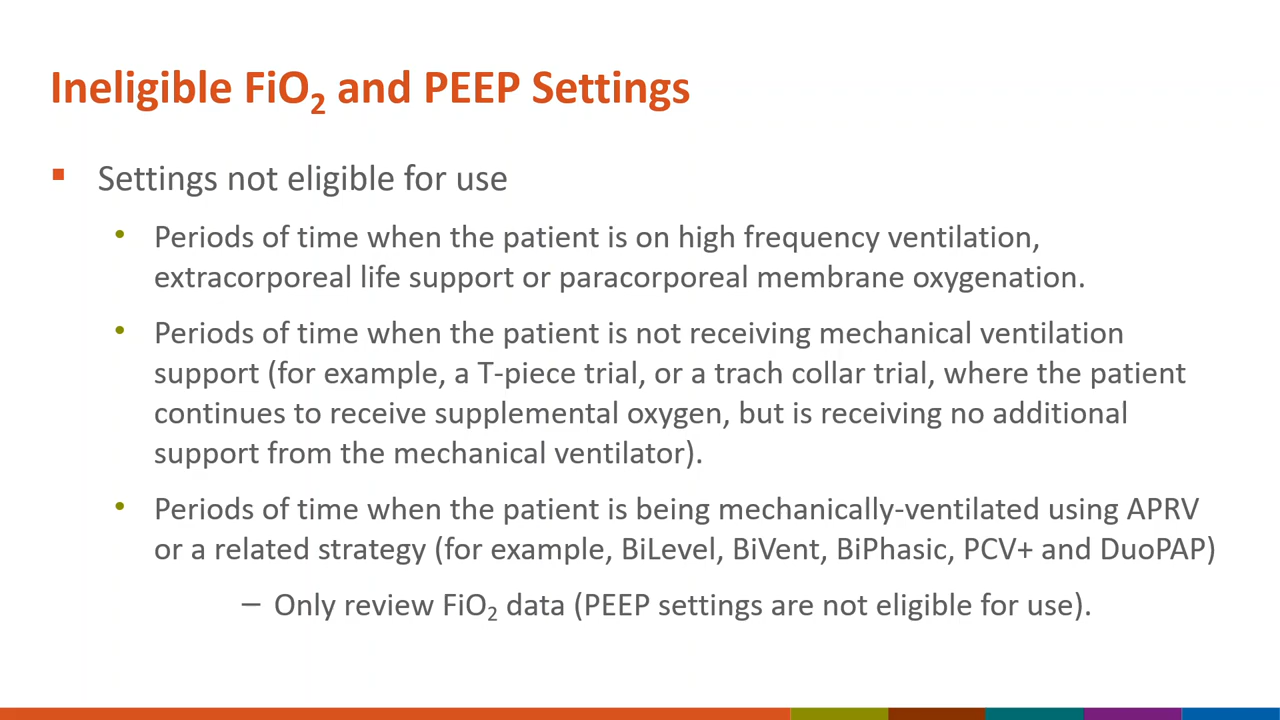 Ineligible FiO₂ and PEEP Settings
▪ Settings not eligible for use
• Periods of time when the patient is on high frequency ventilation,
extracorporeal life support or paracorporeal membrane oxygenation.
• Periods of time when the patient is not receiving mechanical ventilation
support (for example, a T-piece trial, or a trach collar trial, where the patient
continues to receive supplemental oxygen, but is receiving no additional
support from the mechanical ventilator).
• Periods of time when the patient is being mechanically-ventilated using APRV
or a related strategy (for example, BiLevel, BiVent, BiPhasic, PCV+ and DuoPAP)
– Only review FiO₂ data (PEEP settings are not eligible for use).